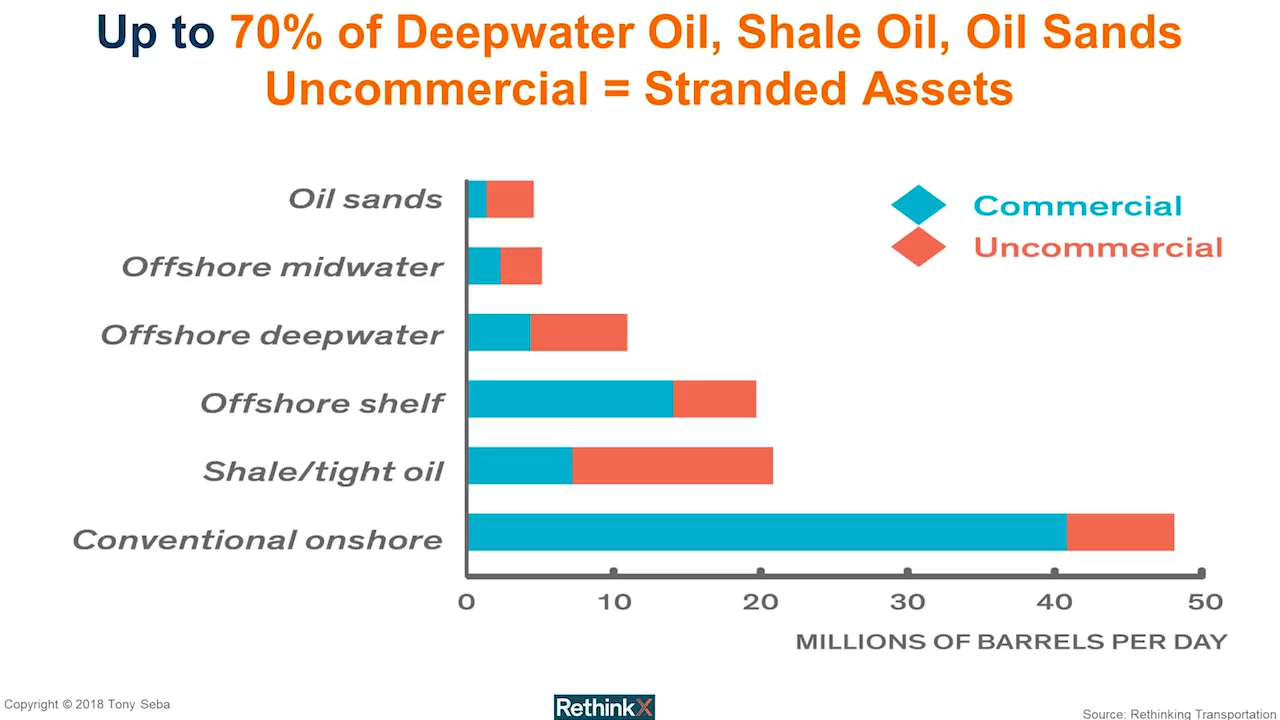 Up to 70% of Deepwater Oil, Shale Oil, Oil Sands
Uncommercial = Stranded Assets
Oil sands
Offshore midwater
Offshore deepwater
Offshore shelf
Shale/tight oil
Conventional onshore
Commercial
Uncommercial
0 10 20 30 40 50
MILLIONS OF BARRELS PER DAY
Copyright © 2018 Tony Seba
RethinkX
Source: Rethinking Transportation